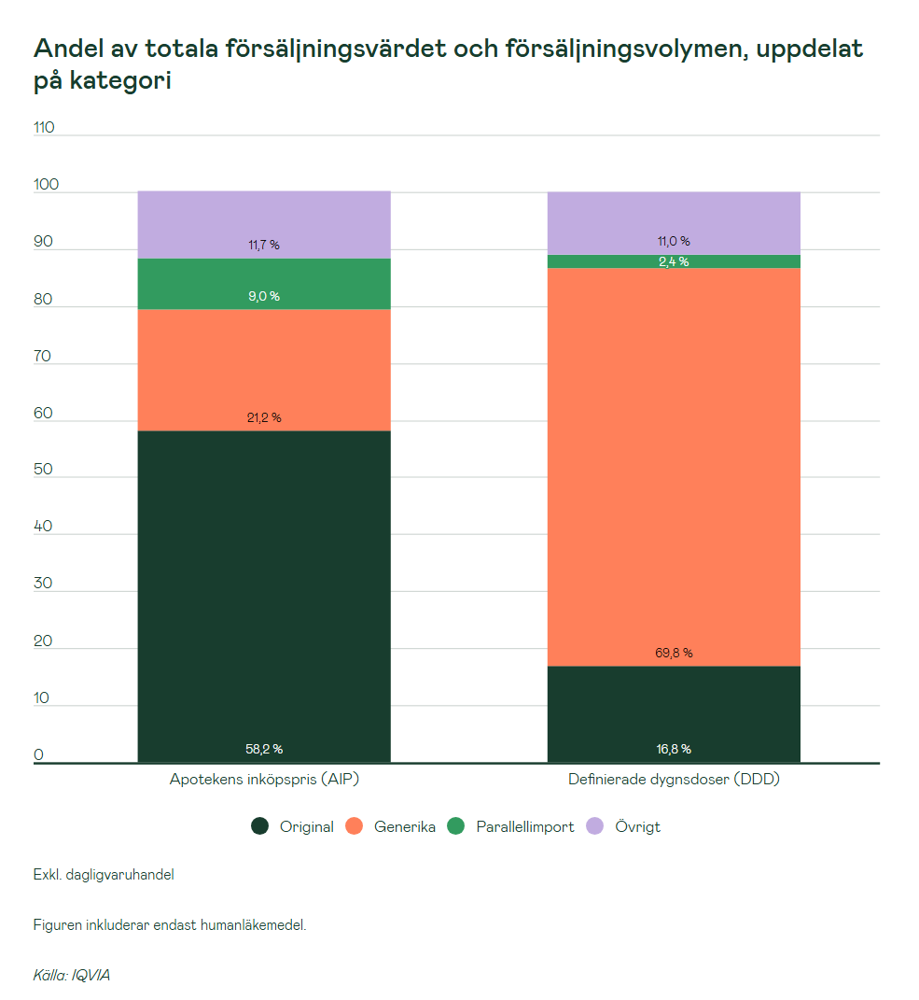 Andel av totala försäljningsvärdet och försäljningsvolymen, uppdelat
på kategori
110
100
90
80
70
60
50
40
30
20
10
0
11,7 %
9,0 %
21,2 %
58,2 %
11,0 %
2,4 %
69,8 %
16,8 %
Apotekens inköpspris (AIP)
Definierade dygnsdoser (DDD)
Original
Generika
Parallellimport
Övrigt
Exkl. dagligvaruhandel
Figuren inkluderar endast humanläkemedel.
Källa: IQVIA